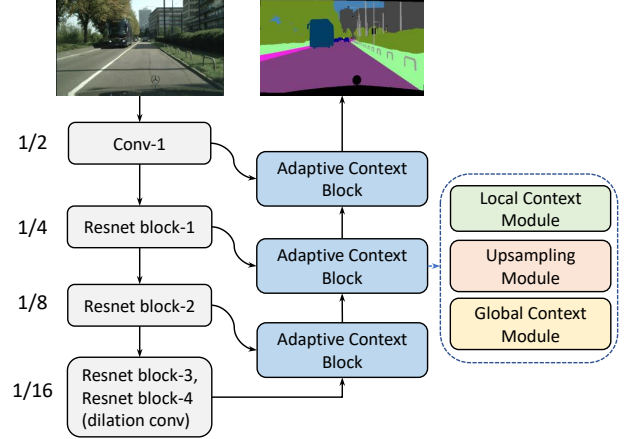 1/2
Conv-1
Adaptive Context
Block
1/4
Resnet block-1
Adaptive Context
Block
Local Context
Module
Upsampling
Module
Global Context
Module
1/8
Resnet block-2
Adaptive Context
Block
1/16
Resnet block-3,
Resnet block-4
(dilation conv)